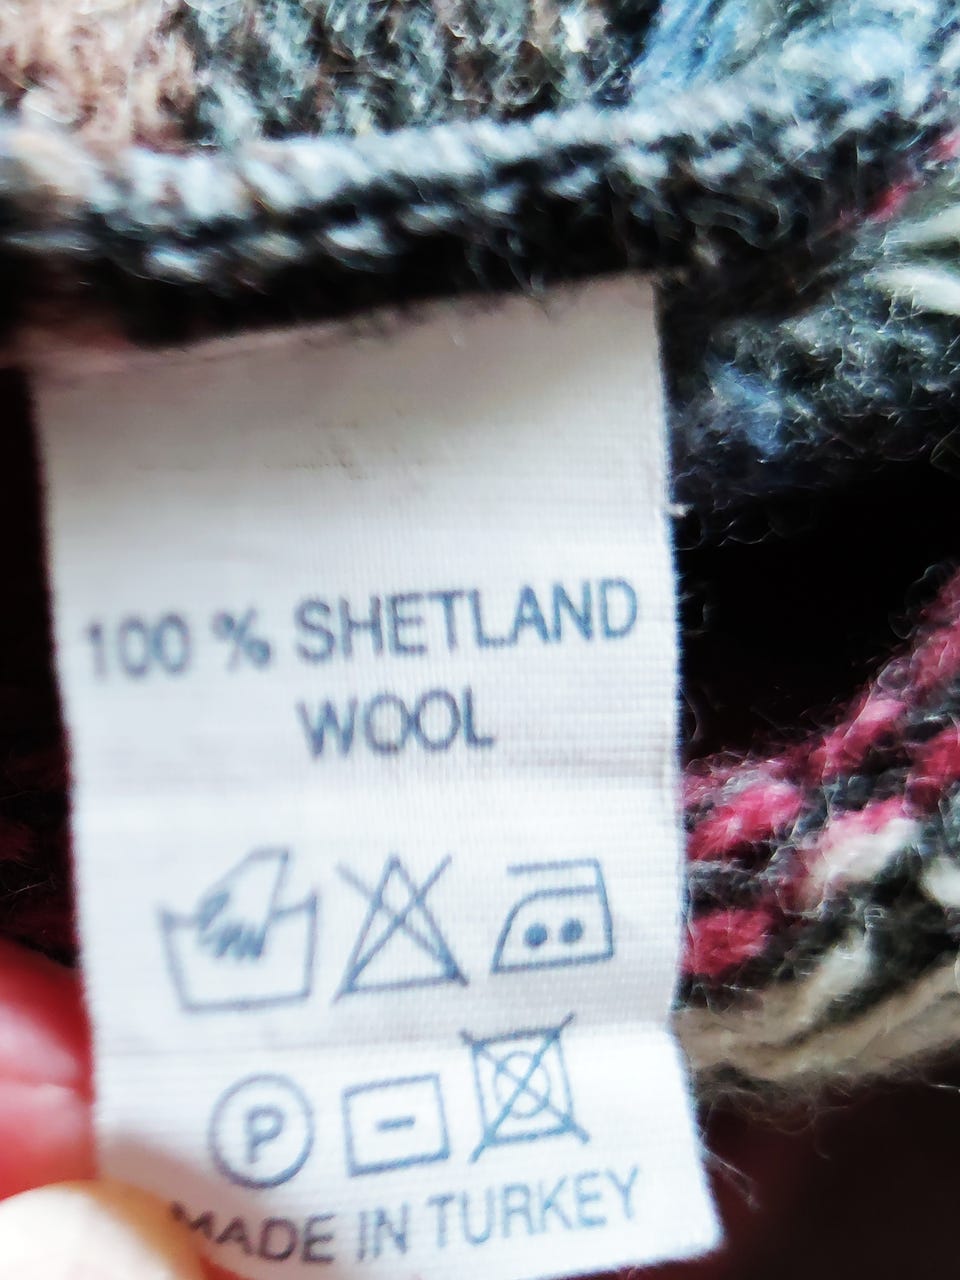 100 % SHETLAND
WOOL
P
MADE IN TURKEY